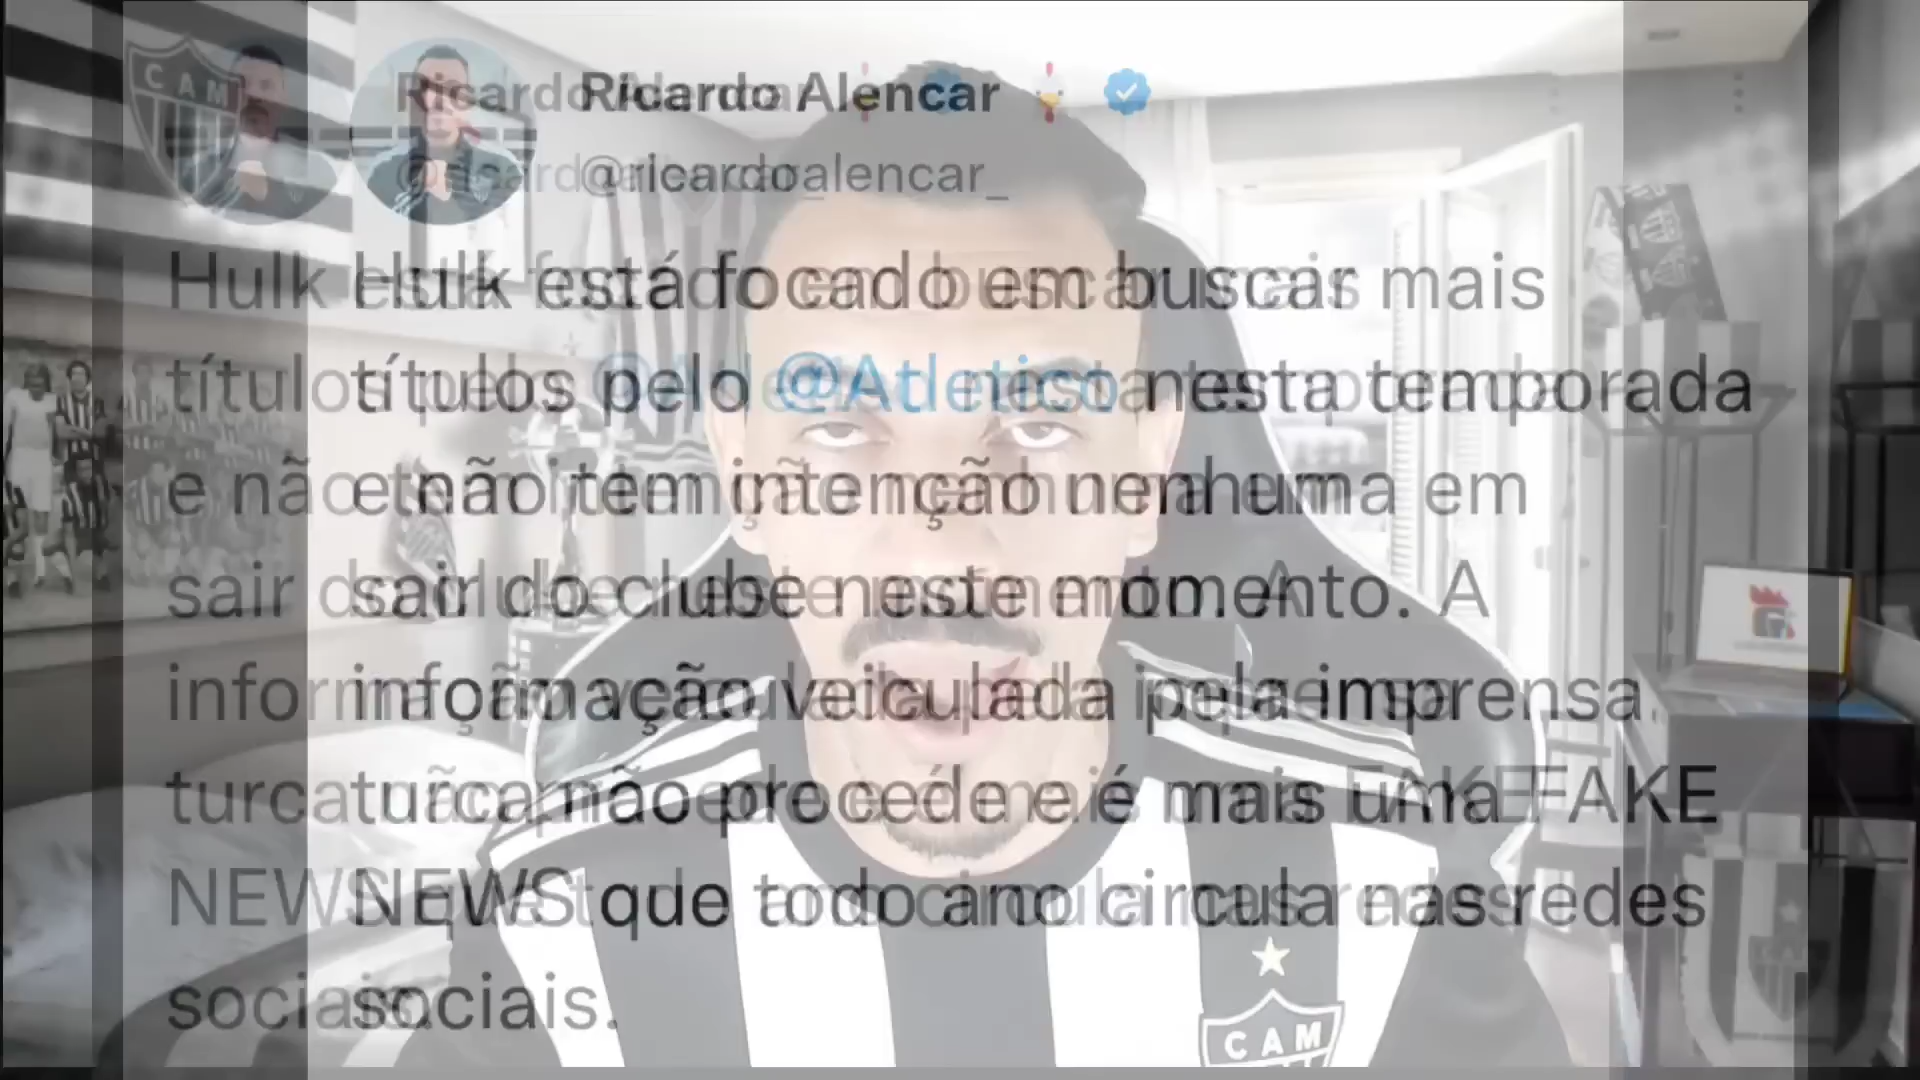 CAM
Ricardo Alencar
@ricardoalencar_
Hulk está focado em buscar mais
títulos pelo @Atletico nesta temporada
e não tem intenção nenhuma em
sair do clube neste momento. A
informação veiculada pela imprensa
turca, não procede e é mais uma FAKE
NEWS que todo ano circula nas redes
sociais.
CAM